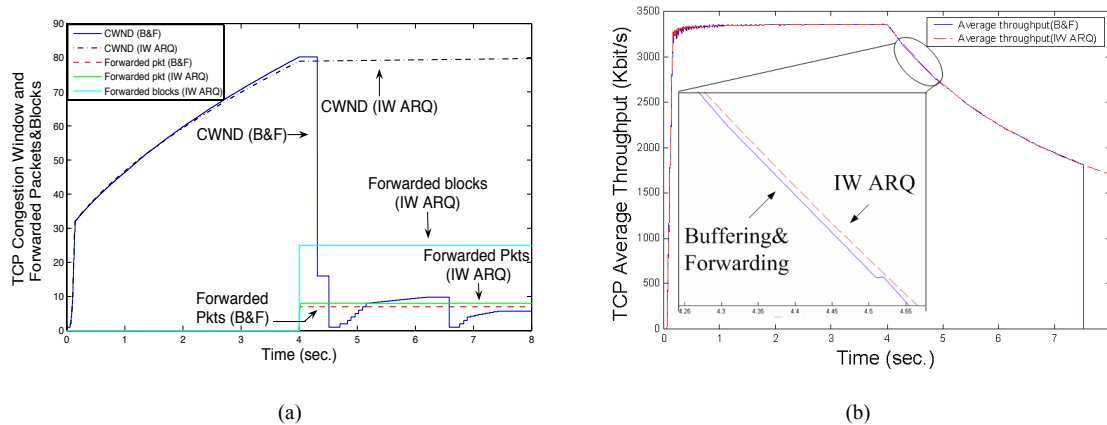 CWND (B&F)
CWND (IW ARQ)
Forwarded pkt (B&F)
Forwarded pkt (IW ARQ)
Forwarded blocks (IW ARQ)
TCP Congestion Window and
Forwarded Packets&Blocks
90
80
70
60
50
40
30
20
10
0
CWND (IW ARQ)
CWND (B&F)
Forwarded blocks
(IW ARQ)
Forwarded Pkts
(IW ARQ)
Forwarded
Pkts (B&F)
0 1 2 3 4 5 6 7 8
Time (sec.)
(a)
Average throughput(B&F)
Average throughput(IW ARQ)
TCP Average Throughput (Kbit/s)
3500
3000
2500
2000
1500
1000
500
0
IW ARQ
Buffering&
Forwarding
4.25 4.3 4.35 4.4 4.45 4.5 4.55
0 1 2 3 4 5 6 7
Time (sec.)
(b)